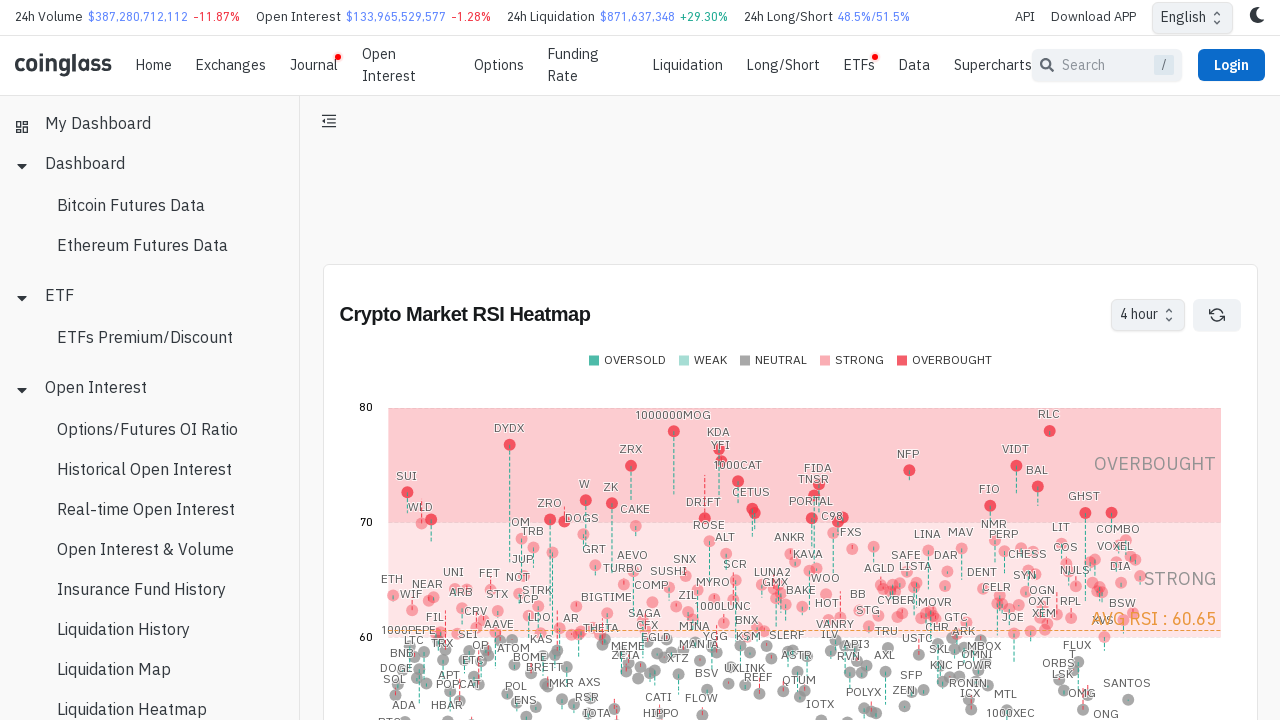 24h Volume $387,280,712,112 -11.87% Open Interest $133,965,529,577 -1.28% 24h Liquidation $871,637,348 +29.30% 24h Long/Short 48.5%/51.5% API Download APP English
coinglass Home Exchanges Journal Open Interest Options Funding Rate Liquidation Long/Short ETFs Data Supercharts Search / Login
My Dashboard
Dashboard
Bitcoin Futures Data
Ethereum Futures Data
ETF
ETFs Premium/Discount
Open Interest
Options/Futures OI Ratio
Historical Open Interest
Real-time Open Interest
Open Interest & Volume
Insurance Fund History
Liquidation History
Liquidation Map
Liquidation Heatmap
Crypto Market RSI Heatmap 4 hour
OVERSOLD WEAK NEUTRAL STRONG OVERBOUGHT
80
1000000MOG RLC
DYDX KDA
YFI
ZRX NFP VIDT OVERBOUGHT
1000CAT FIDA BAL
SUI W ZK TNSR FIO
CETUS GHST
WLD ZRO CAKE DRIFT PORTAL
70
OM DOGS ROSE C98 NMR LIT COMBO
TRB ALT ANKR FXS LINA MAV PERP
JUP GRT AEVO SNX KAVA SAFE DAR CHESS COS VOXEL
TURBO SUSHI SCR AGLD LISTA DIA
ETH UNI FET NOT LUNA2 WOO DENT SYN NULS STRONG
NEAR COMP MYRO GMX CELR
WIF ARB STX STRK ZIL BAKE BB OGN
ICP BIGTIME 1000LUNC HOT CYBER MOVR OXT RPL BSW
FIL CRV SAGA STG XEM
LDO AR BNX GTC JOE XVS AVG RSI : 60.65
AAVE CFX MINA VANRY
60
1000PEPE SEI THETA TRU CHR ARK
LTC TRX KAS EGLD YGG KSM SLERF ILV USTC
OP ATOM MEME MANTA API3 SKL MBQX FLUX
BNB ETC BOME ZETA XTZ ASTR RVN AXL OMNI T
DOGE BRETT UXLINK KNC POWR ORBS
SOL APT BSV REEF SFP LSK
POPCAT POL MKR AXS QTUM RONIN SANTOS
ADA HBAR ENS RSR CATI FLOW POLYX ZEN ICX MTL OMG
IOTA HIPPO IOTX 1000XEC ONG